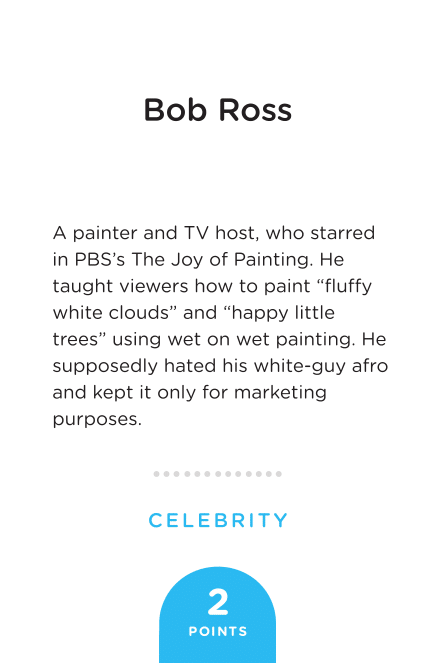 Bob Ross
A painter and TV host, who starred
in PBS’s The Joy of Painting. He
taught viewers how to paint “fluffy
white clouds” and “happy little
trees” using wet on wet painting. He
supposedly hated his white-guy afro
and kept it only for marketing
purposes.
CELEBRITY
2
POINTS